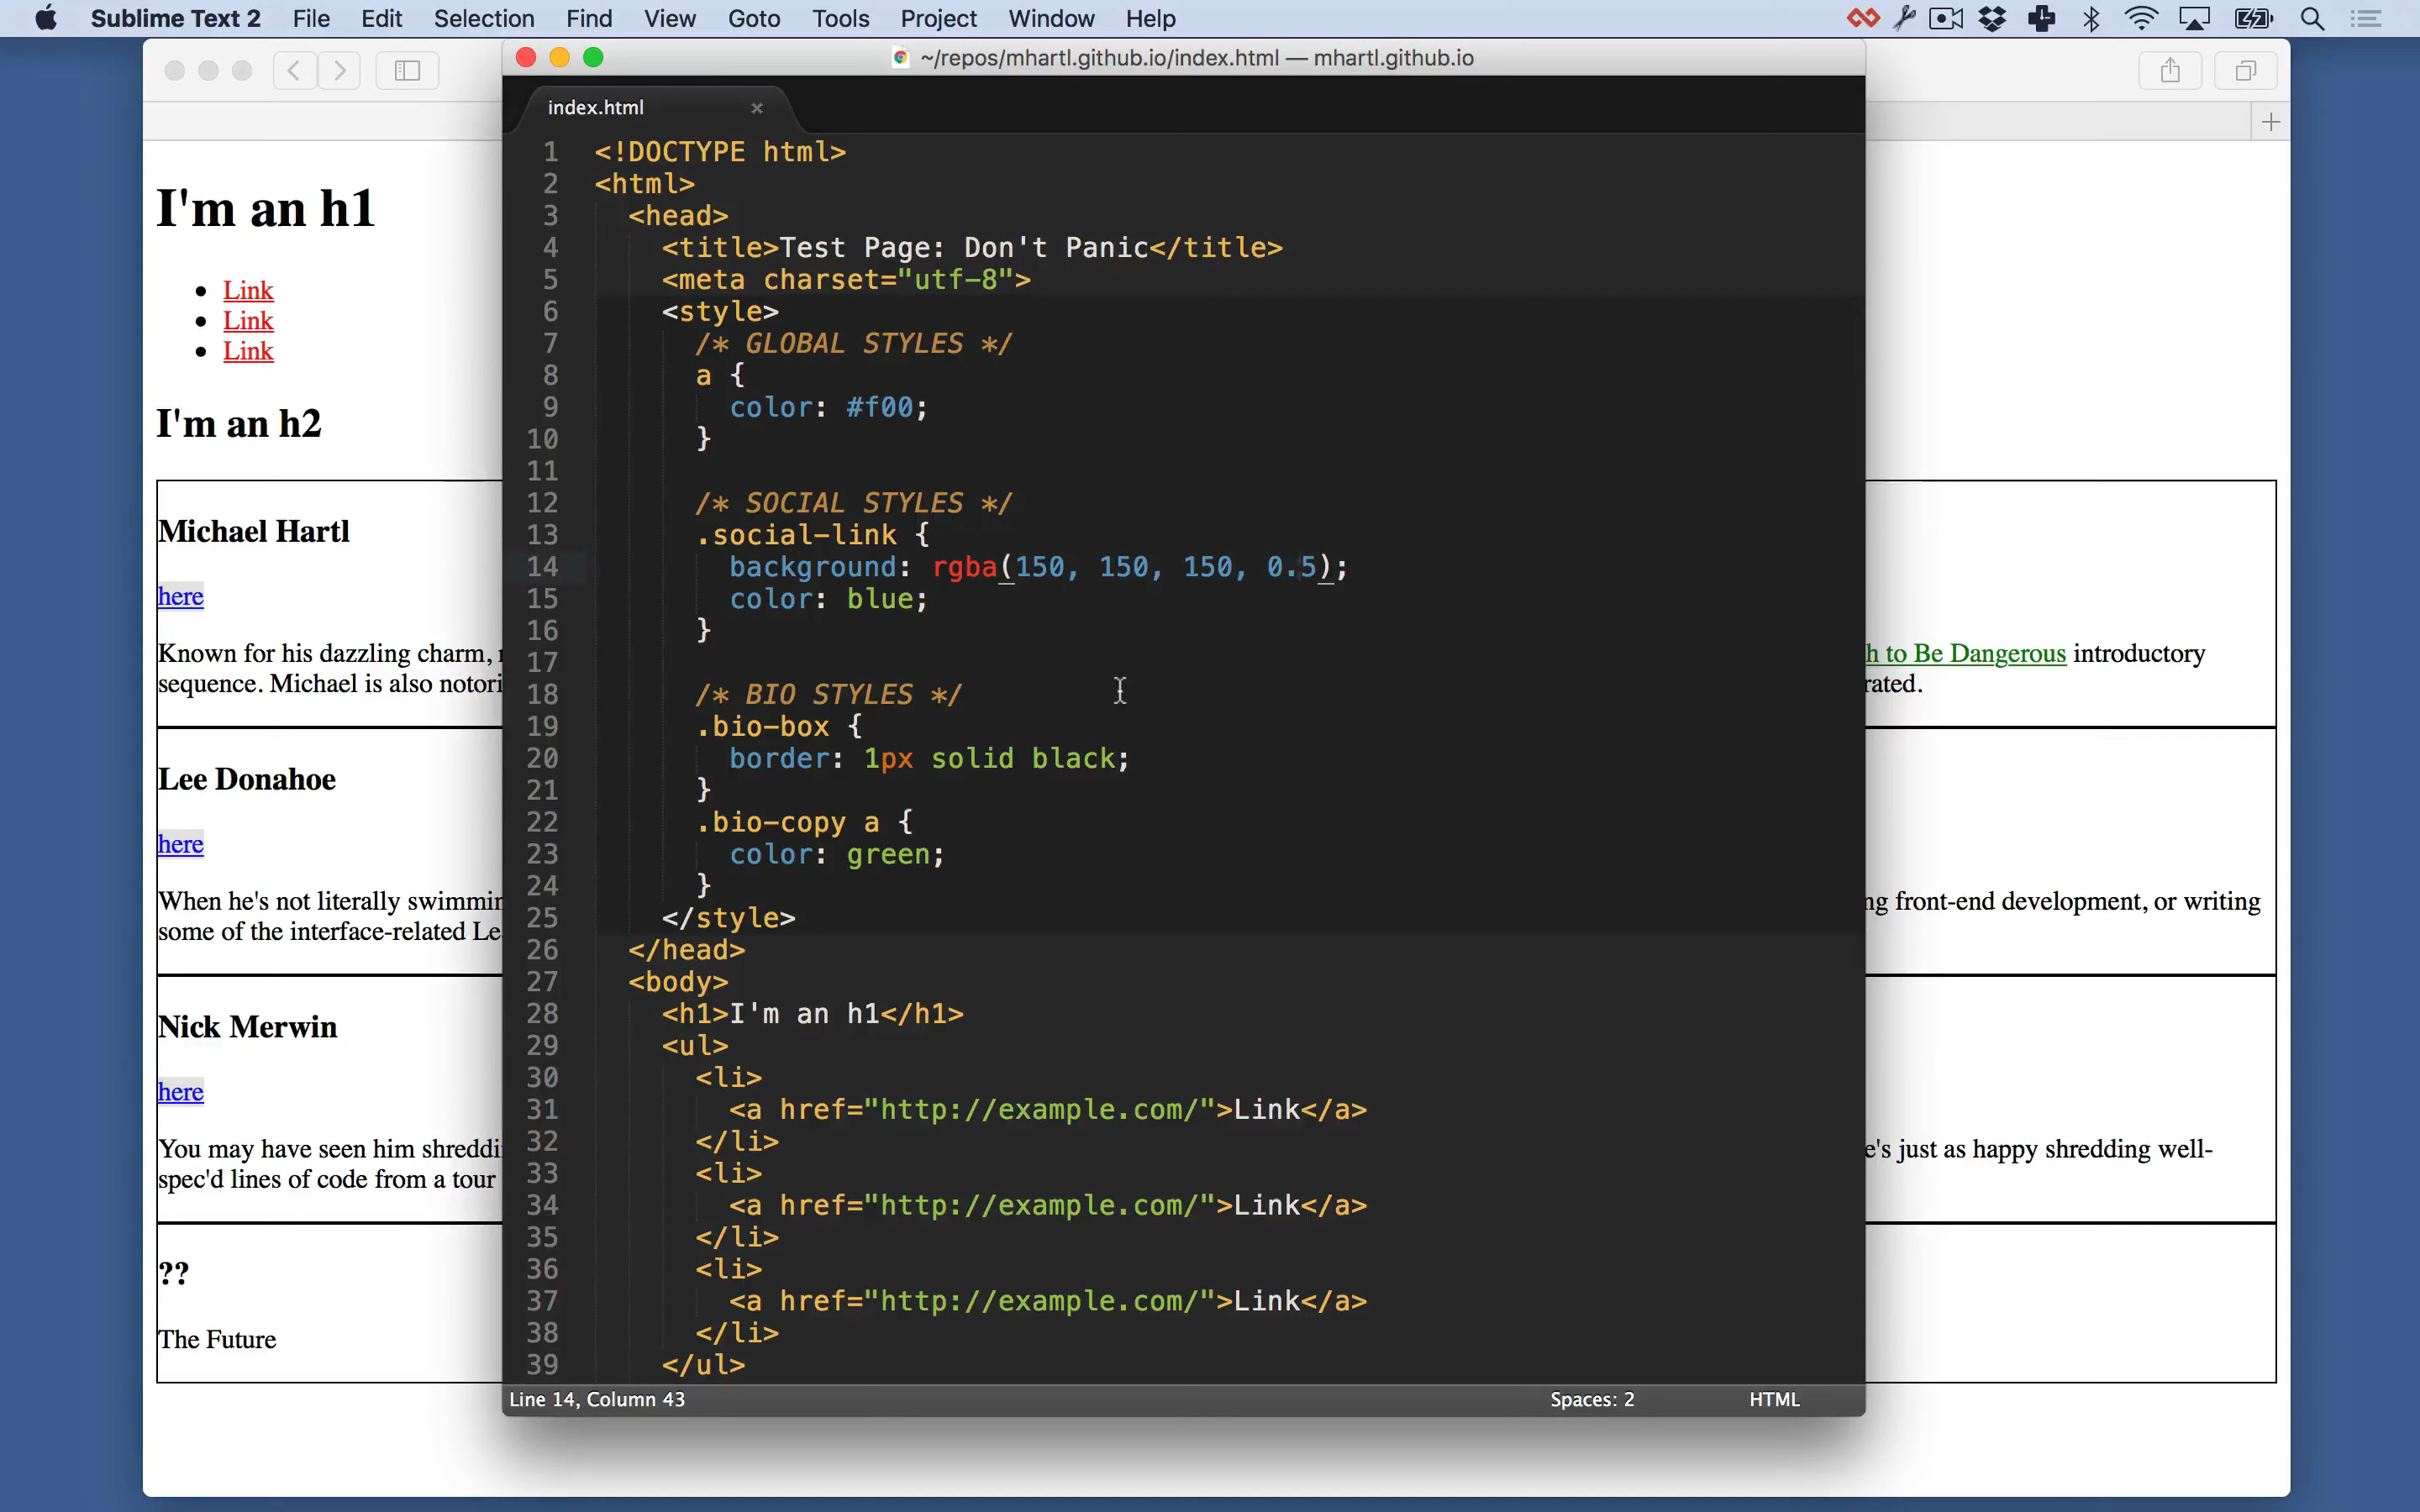 Sublime Text 2 File Edit Selection Find View Goto Tools Project Window Help
~/repos/mhartl.github.io/index.html — mhartl.github.io
index.html
1 <!DOCTYPE html>
2 <html>
3 <head>
4 <title>Test Page: Don't Panic</title>
5 <meta charset="utf-8">
6 <style>
7 /* GLOBAL STYLES */
8 a {
9 color: #f00;
10 }
11
12 /* SOCIAL STYLES */
13 .social-link {
14 background: rgba(150, 150, 150, 0.5);
15 color: blue;
16 }
17
18 /* BIO STYLES */
19 .bio-box {
20 border: 1px solid black;
21 }
22 .bio-copy a {
23 color: green;
24 }
25 </style>
26 </head>
27 <body>
28 <h1>I'm an h1</h1>
29 <ul>
30 <li>
31 <a href="http://example.com/">Link</a>
32 </li>
33 <li>
34 <a href="http://example.com/">Link</a>
35 </li>
36 <li>
37 <a href="http://example.com/">Link</a>
38 </li>
39 </ul>
Line 14, Column 43 Spaces: 2 HTML
I'm an h1
Link
Link
Link
I'm an h2
Michael Hartl
here
Known for his dazzling charm,
h to Be Dangerous introductory
sequence. Michael is also notori
rated.
Lee Donahoe
here
When he's not literally swimmin
ng front-end development, or writing
some of the interface-related Le
Nick Merwin
here
You may have seen him shreddi
e's just as happy shredding well-
spec'd lines of code from a tour
??
The Future